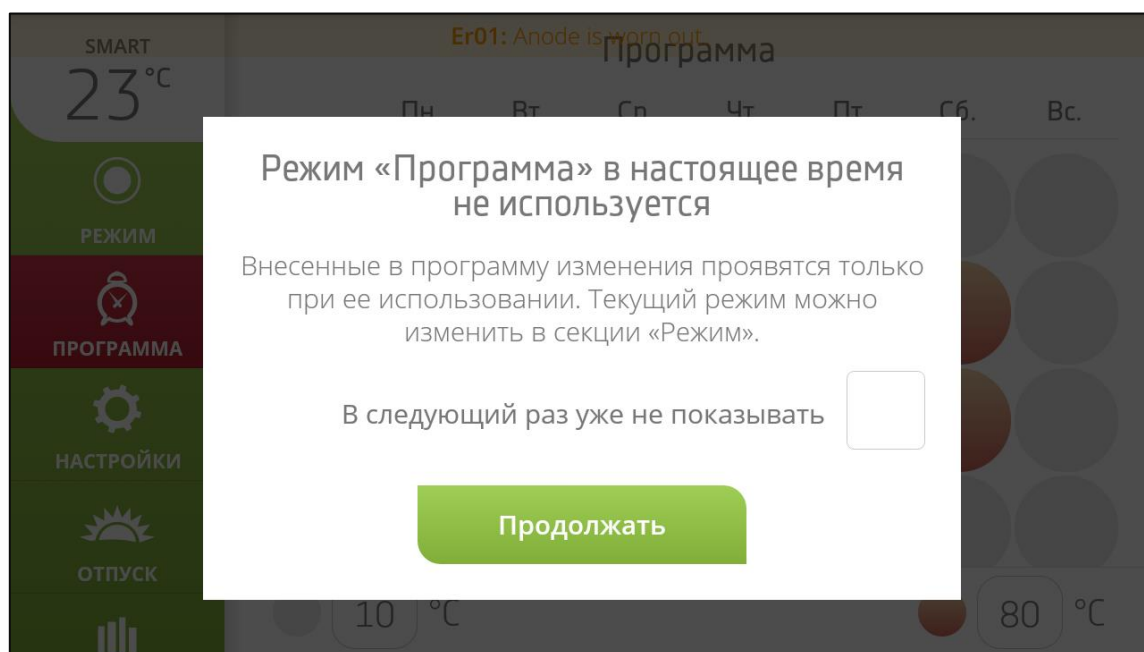 SMART
23 °C
Er01: Anode is worn out
Программа
Пн Вт Ср Чт Пт Сб. Вс.
Режим «Программа» в настоящее время
не используется
Внесенные в программу изменения проявятся только
при ее использовании. Текущий режим можно
изменить в секции «Режим».
В следующий раз уже не показывать
Продолжать
РЕЖИМ
ПРОГРАММА
НАСТРОЙКИ
ОТПУСК
10 °C
80 °C